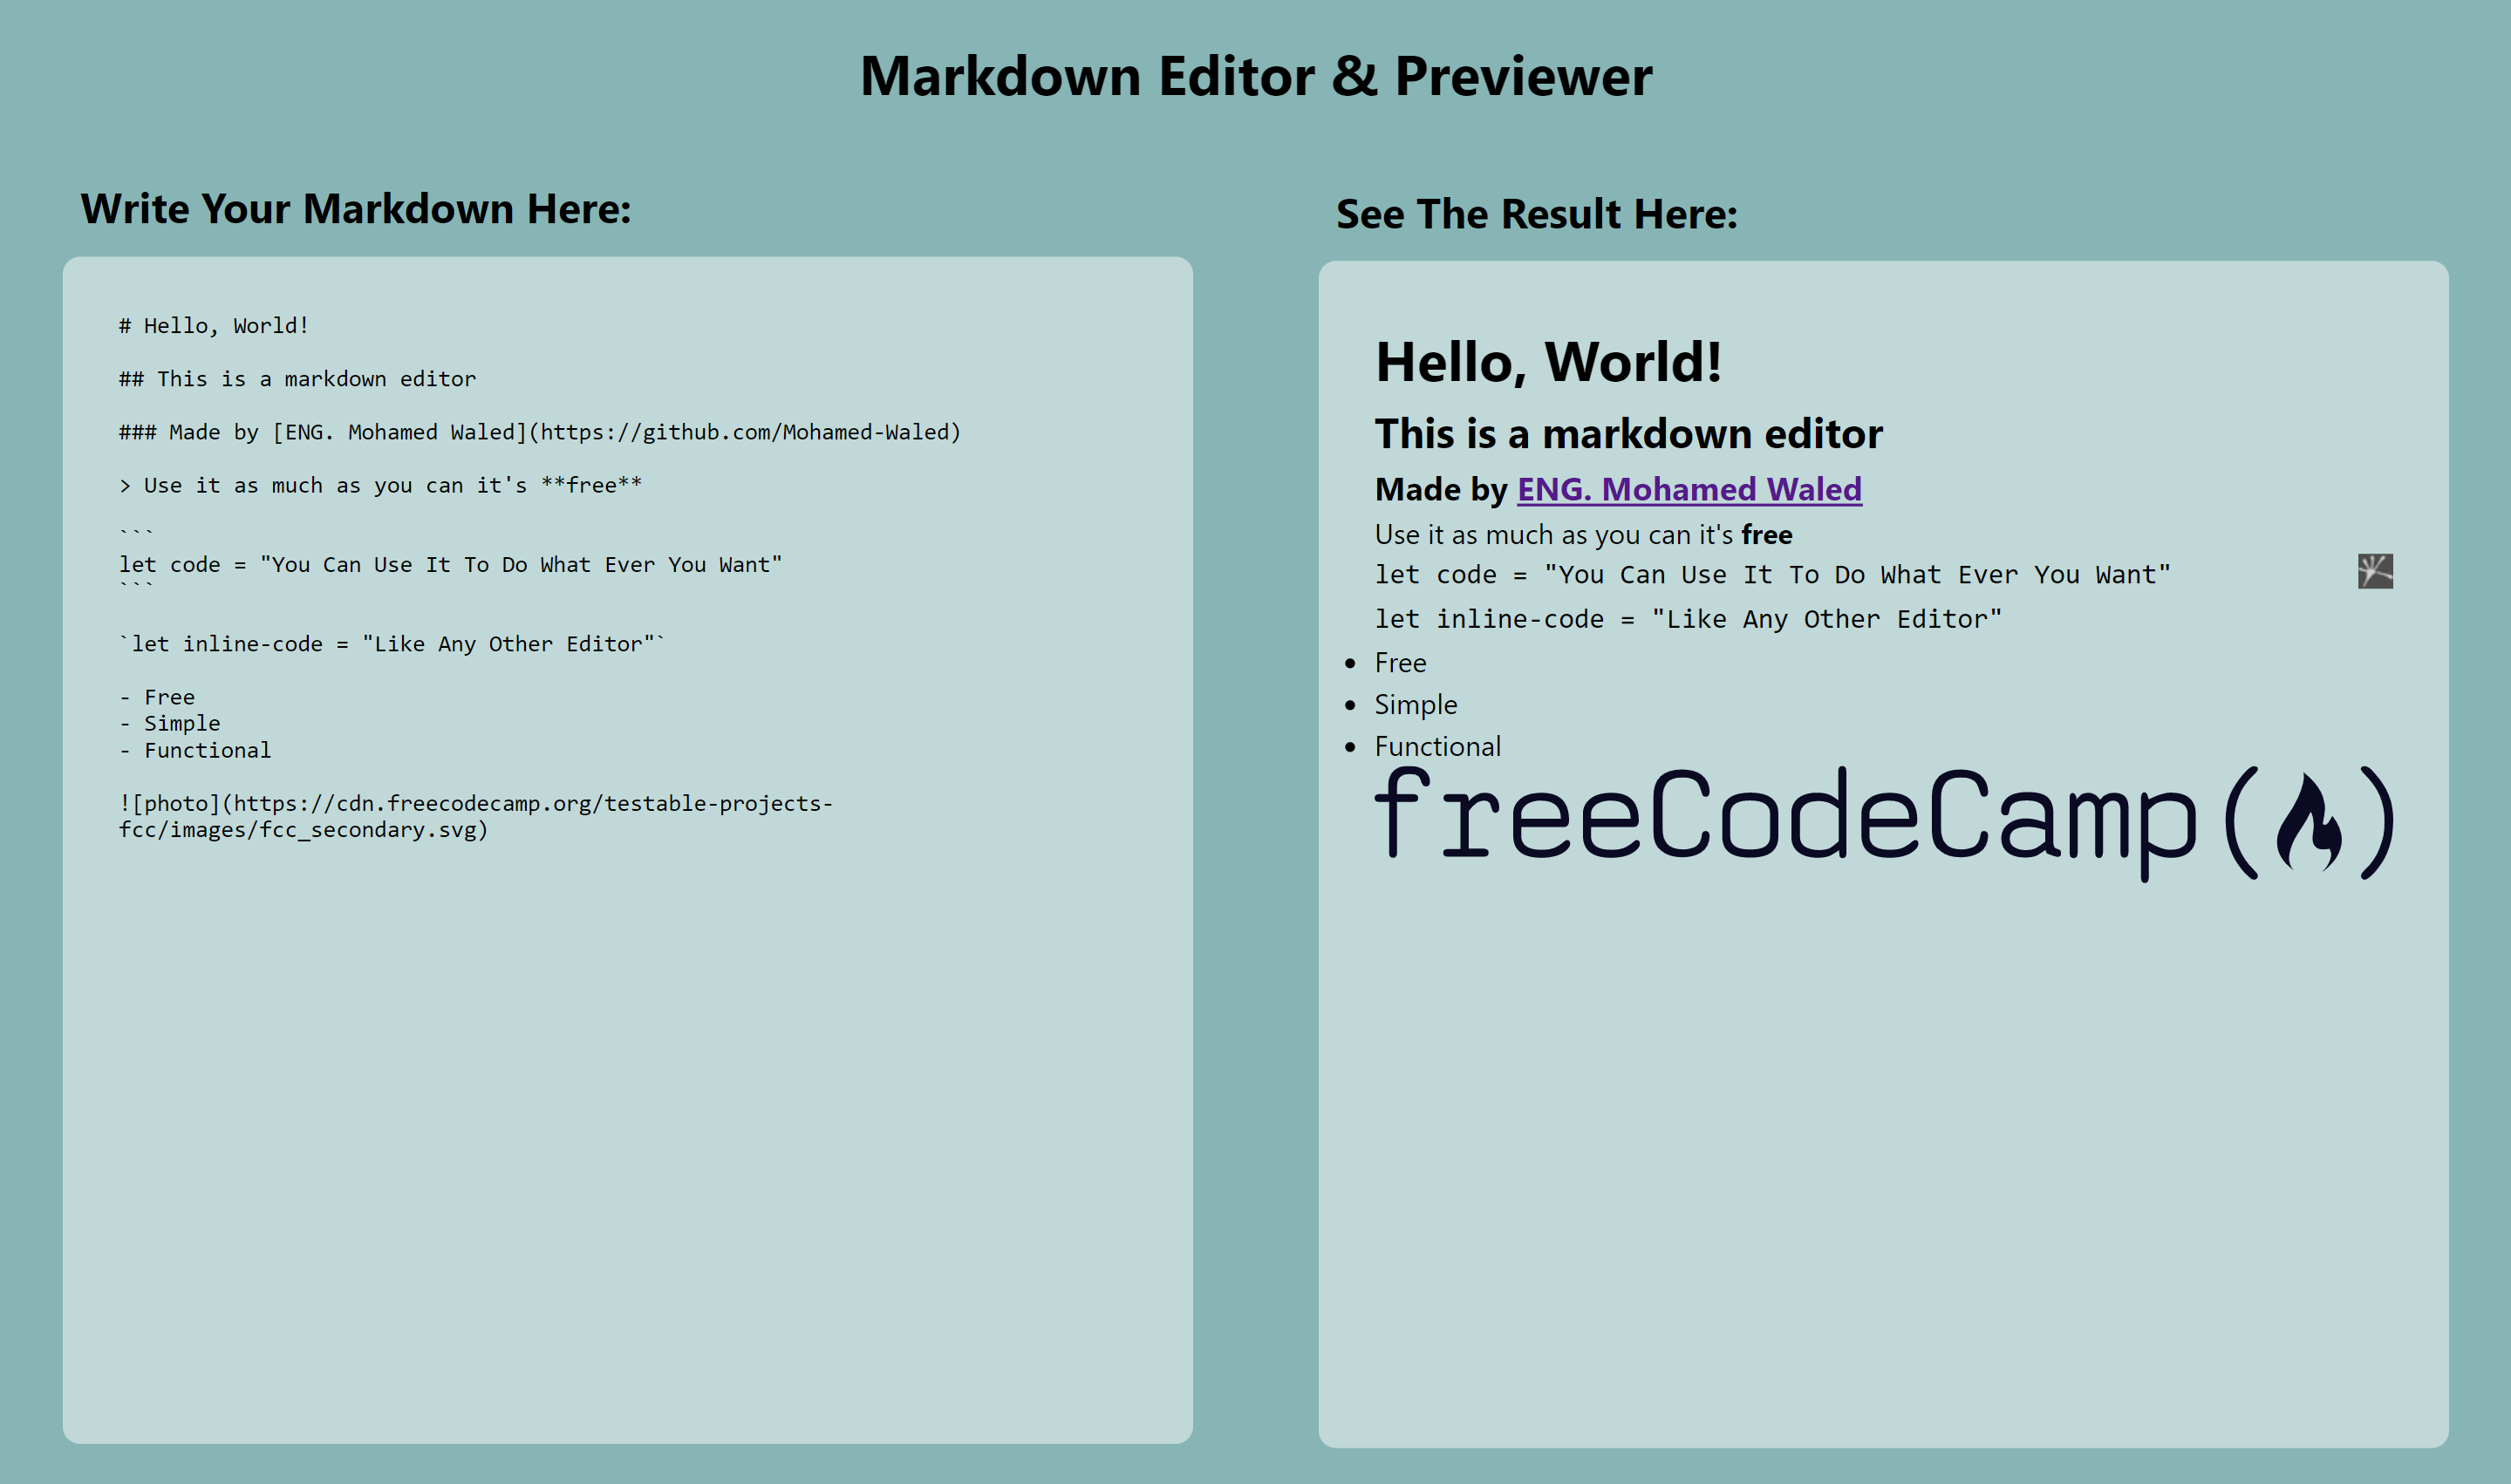 Markdown Editor & Previewer
Write Your Markdown Here:
# Hello, World!
## This is a markdown editor
### Made by [ENG. Mohamed Waled](https://github.com/Mohamed-Waled)
> Use it as much as you can it's **free**
```
let code = "You Can Use It To Do What Ever You Want"
```
`let inline-code = "Like Any Other Editor"`
- Free
- Simple
- Functional
![photo](https://cdn.freecodecamp.org/testable-projects-
fcc/images/fcc_secondary.svg)
See The Result Here:
Hello, World!
This is a markdown editor
Made by ENG. Mohamed Waled
Use it as much as you can it's free
let code = "You Can Use It To Do What Ever You Want"
let inline-code = "Like Any Other Editor"
• Free
• Simple
• Functional
freeCodeCamp